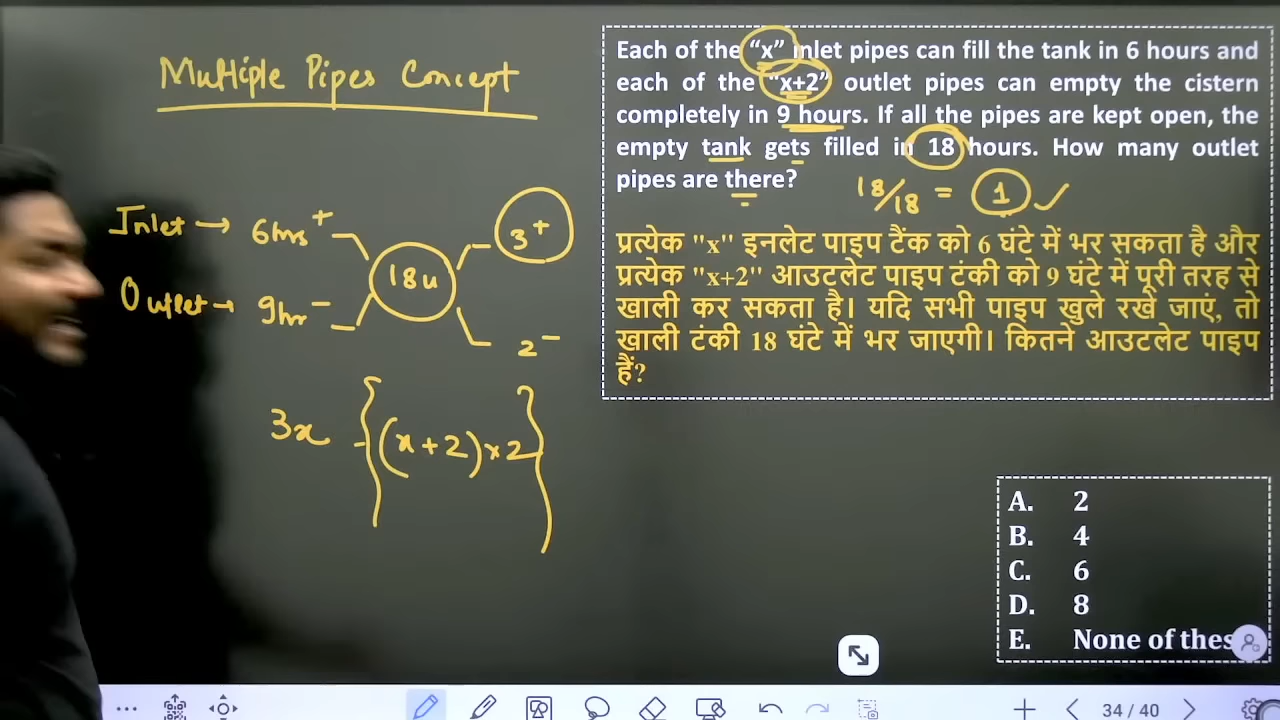 Multiple Pipes Concept
Each of the "x" inlet pipes can fill the tank in 6 hours and
each of the "x+2" outlet pipes can empty the cistern
completely in 9 hours. If all the pipes are kept open, the
empty tank gets filled in 18 hours. How many outlet
pipes are there?
18/18 = 1 ✓
प्रत्येक "x" इनलेट पाइप टैंक को 6 घंटे में भर सकता है और
प्रत्येक "x+2" आउटलेट पाइप टंकी को 9 घंटे में पूरी तरह से
खाली कर सकता है। यदि सभी पाइप खुले रखे जाएं, तो
खाली टंकी 18 घंटे में भर जाएगी। कितने आउटलेट पाइप
हैं?
Inlet → 6hrs +
18u
3+
Outlet → 9hr −
2−
3x - {(x+2)×2}
A. 2
B. 4
C. 6
D. 8
E. None of thes
34 / 40